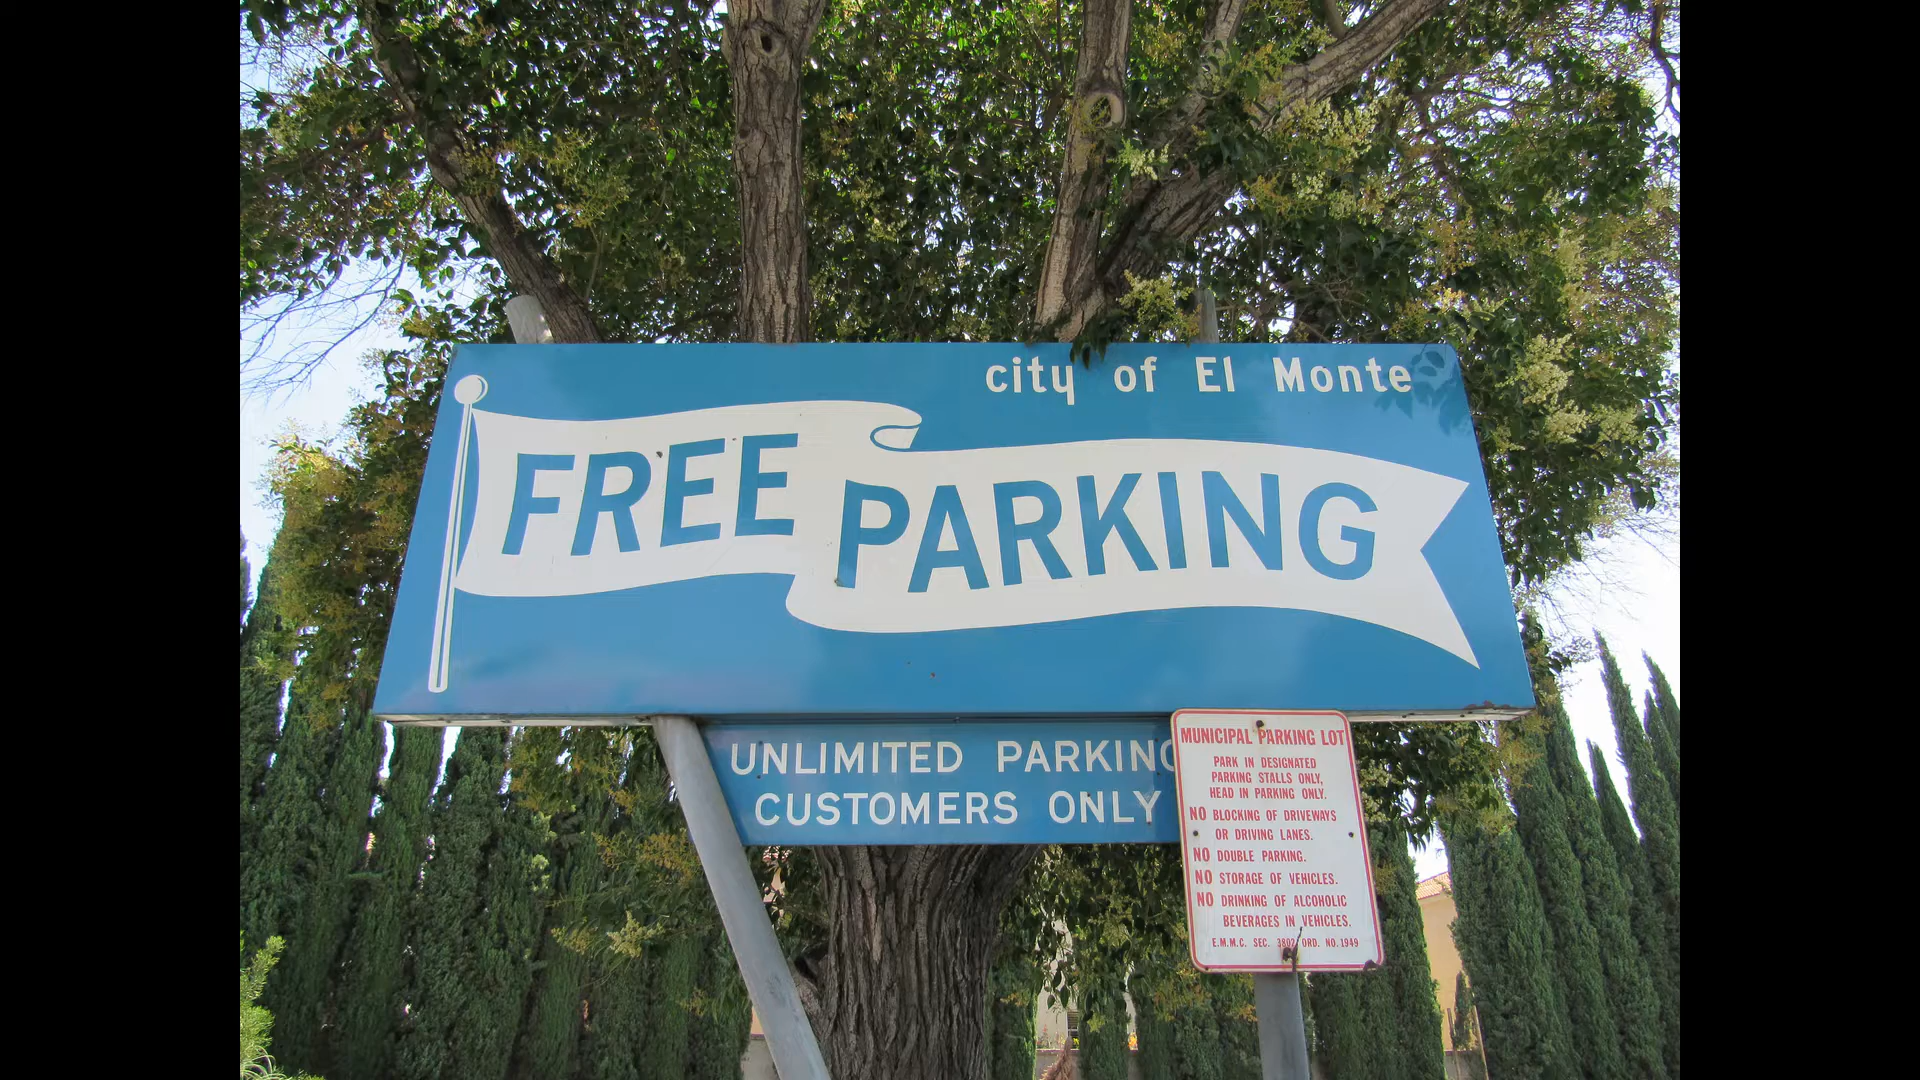 city of El Monte
FREE PARKING
UNLIMITED PARKING
CUSTOMERS ONLY
MUNICIPAL PARKING LOT
PARK IN DESIGNATED
PARKING STALLS ONLY,
HEAD IN PARKING ONLY.
NO BLOCKING OF DRIVEWAYS
OR DRIVING LANES.
NO DOUBLE PARKING.
NO STORAGE OF VEHICLES.
NO DRINKING OF ALCOHOLIC
BEVERAGES IN VEHICLES.
E.M.M.C. SEC. 3802 ORD. NO. 1949